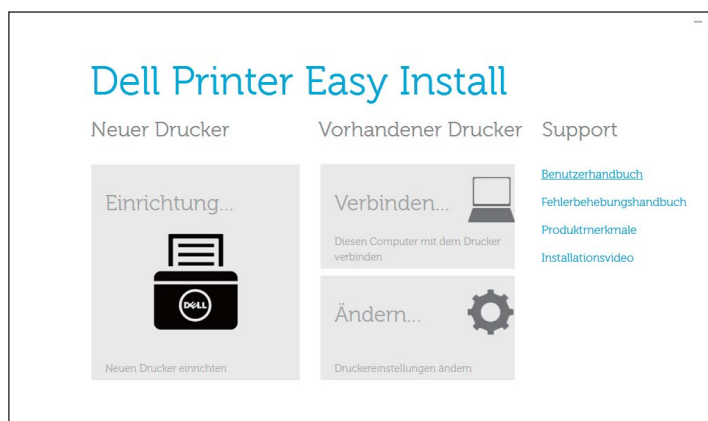 Dell Printer Easy Install
Neuer Drucker
Vorhandener Drucker
Support
Einrichtung...
DELL
Neuen Drucker einrichten
Verbinden...
Diesen Computer mit dem Drucker
verbinden
Ändern...
Druckereinstellungen ändern
Benutzerhandbuch
Fehlerbehebungshandbuch
Produktmerkmale
Installationsvideo